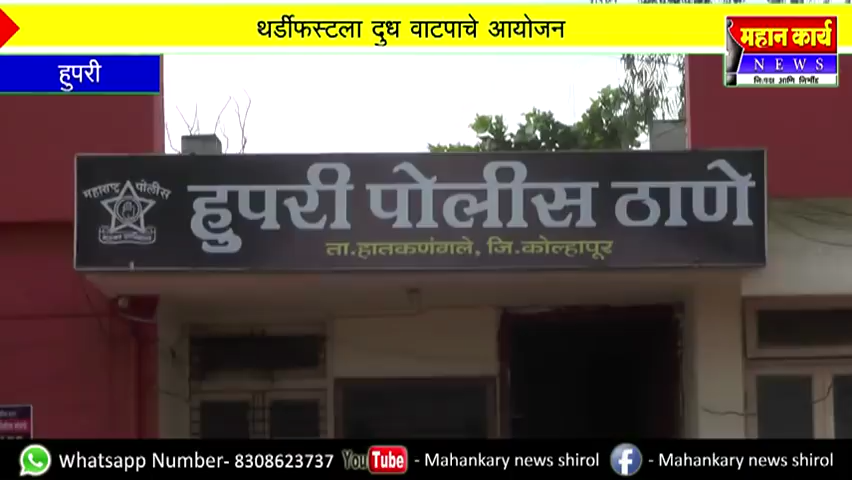 थर्डीफस्टला दुध वाटपाचे आयोजन
महान कार्य
NEWS
हुपरी
महाराष्ट्र पोलीस
हुपरी पोलीस ठाणे
ता.हातकणंगले, जि.कोल्हापूर
Whatsapp Number- 8308623737 YouTube - Mahankary news shirol f - Mahankary news shirol